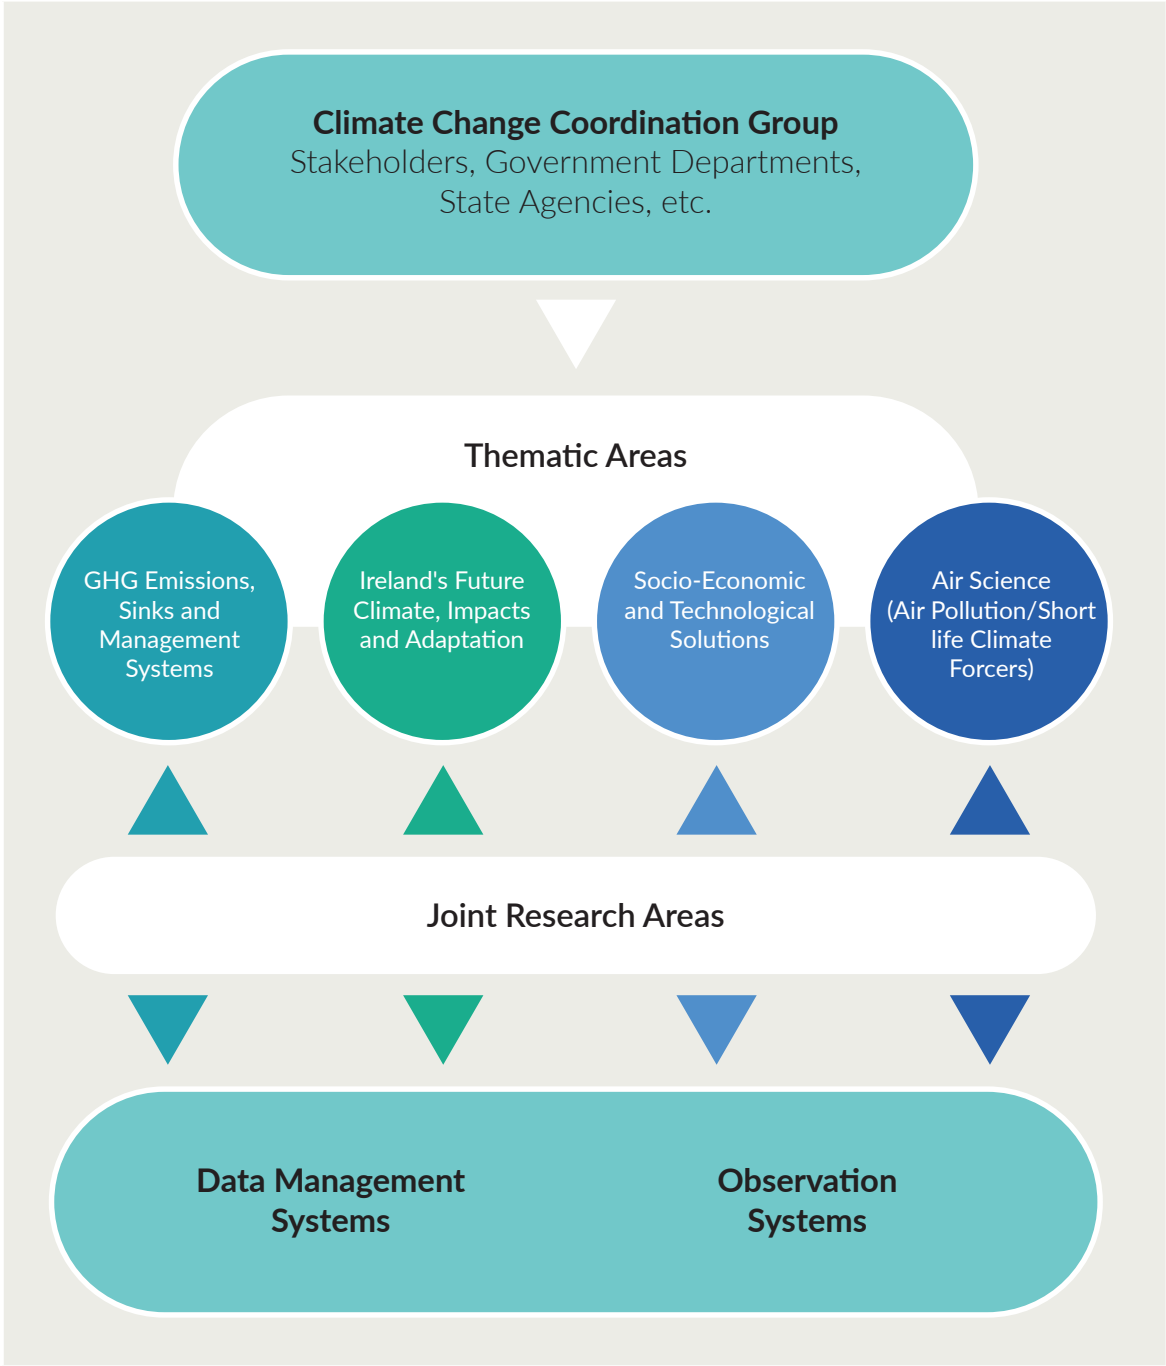 Climate Change Coordination Group
Stakeholders, Government Departments,
State Agencies, etc.
Thematic Areas
GHG Emissions,
Sinks and
Management
Systems
Ireland's Future
Climate, Impacts
and Adaptation
Socio-Economic
and Technological
Solutions
Air Science
(Air Pollution/Short
life Climate
Forcers)
Joint Research Areas
Data Management
Systems
Observation
Systems